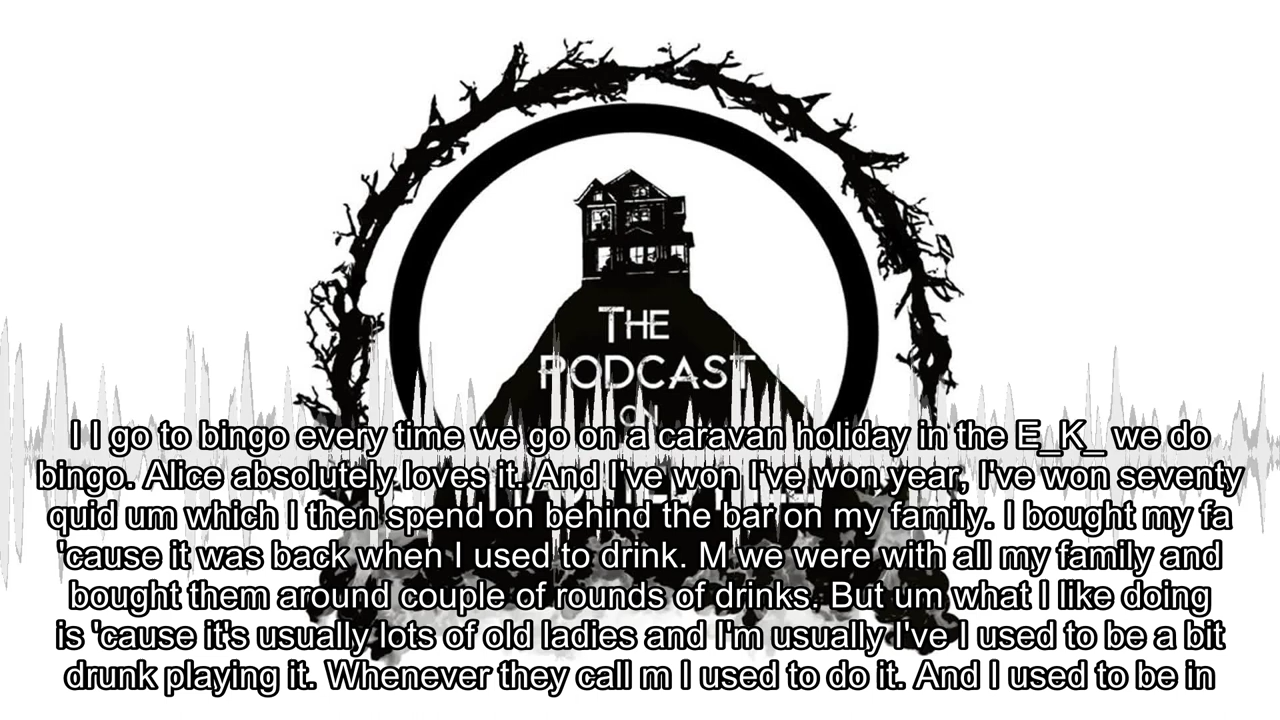 THE
PODCAST
ON
I I go to bingo every time we go on a caravan holiday in the E_K_ we do
bingo. Alice absolutely loves it. And I've won I've won year, I've won seventy
quid um which I then spend on behind the bar on my family. I bought my fa
'cause it was back when I used to drink. M we were with all my family and
bought them around couple of rounds of drinks. But um what I like doing
is 'cause it's usually lots of old ladies and I'm usually I've I used to be a bit
drunk playing it. Whenever they call m I used to do it. And I used to be in